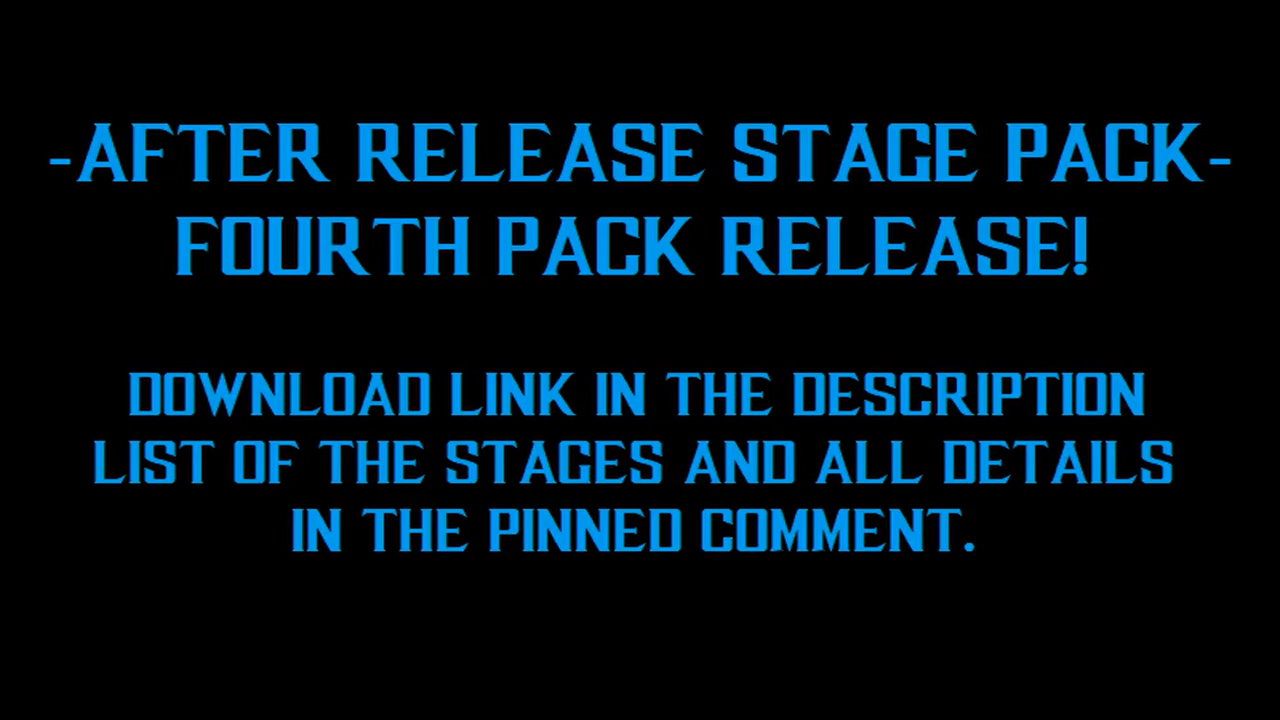 -AFTER RELEASE STAGE PACK-
FOURTH PACK RELEASE!
DOWNLOAD LINK IN THE DESCRIPTION
LIST OF THE STAGES AND ALL DETAILS
IN THE PINNED COMMENT.